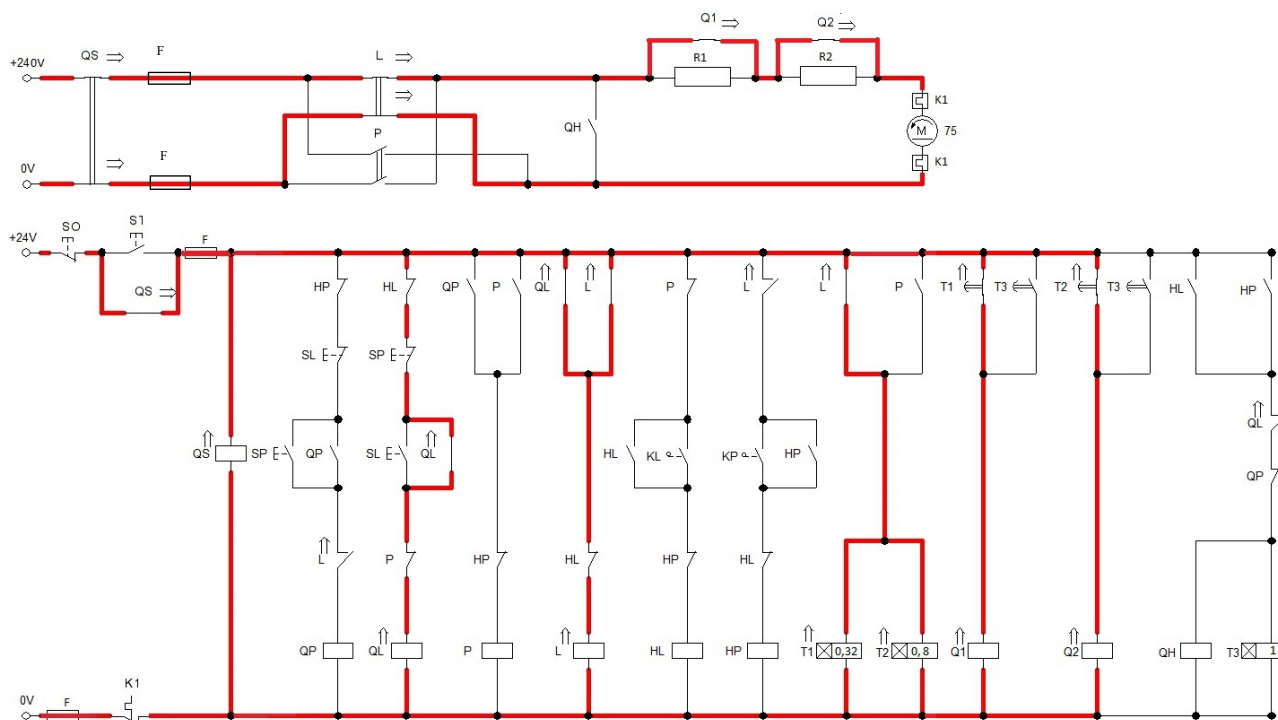 Q1 Q2
QS F L
+240V R1 R2
K1
P QH M 75
0V F K1
SO S1
+24V F
QS
HP HL QP P QL L P L L P T1 T3 T2 T3 HL HP
SL SP
QL
QS SP QP SL QL HL KL KP HP
QP
L P HP HL HP HL
QP QL P L HL HP T1 0,32 T2 0,8 Q1 Q2 QH T3 1
K1
0V F